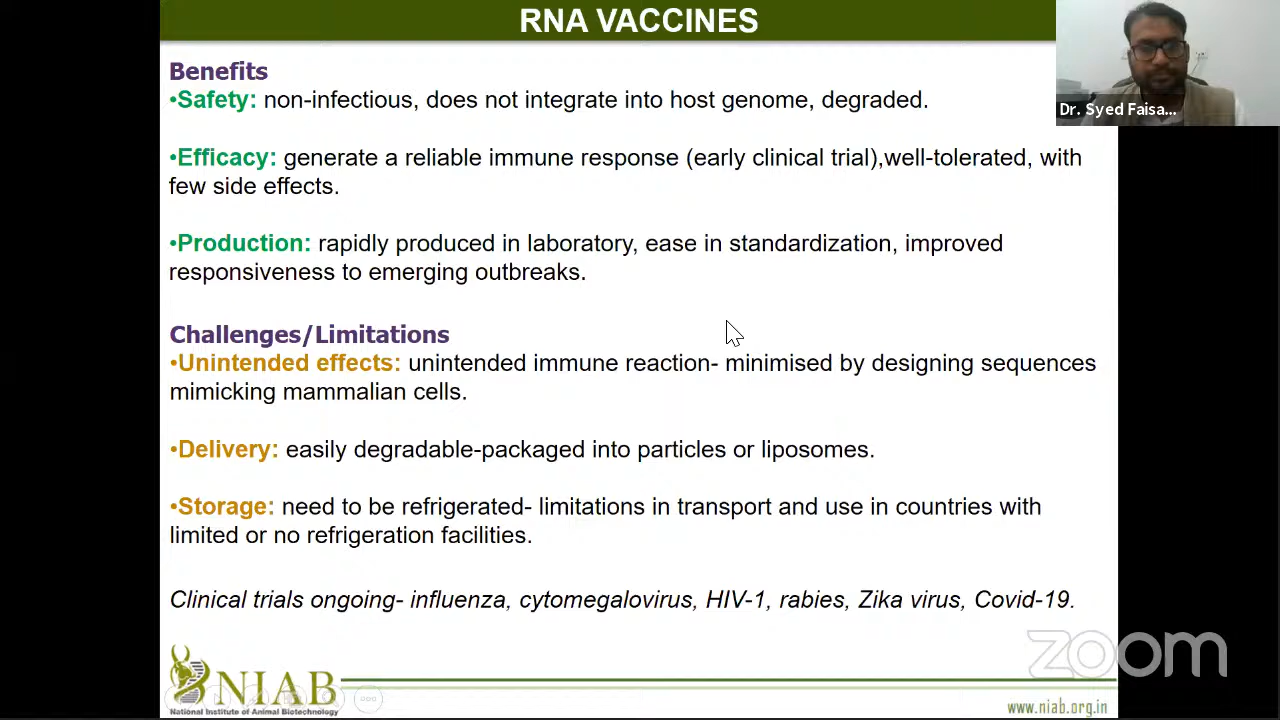 RNA VACCINES
Dr. Syed Faisa...
Benefits
•Safety: non-infectious, does not integrate into host genome, degraded.
•Efficacy: generate a reliable immune response (early clinical trial),well-tolerated, with
few side effects.
•Production: rapidly produced in laboratory, ease in standardization, improved
responsiveness to emerging outbreaks.
Challenges/Limitations
•Unintended effects: unintended immune reaction- minimised by designing sequences
mimicking mammalian cells.
•Delivery: easily degradable-packaged into particles or liposomes.
•Storage: need to be refrigerated- limitations in transport and use in countries with
limited or no refrigeration facilities.
Clinical trials ongoing- influenza, cytomegalovirus, HIV-1, rabies, Zika virus, Covid-19.
zoom
NIAB
National Institute of Animal Biotechnology
www.niab.org.in